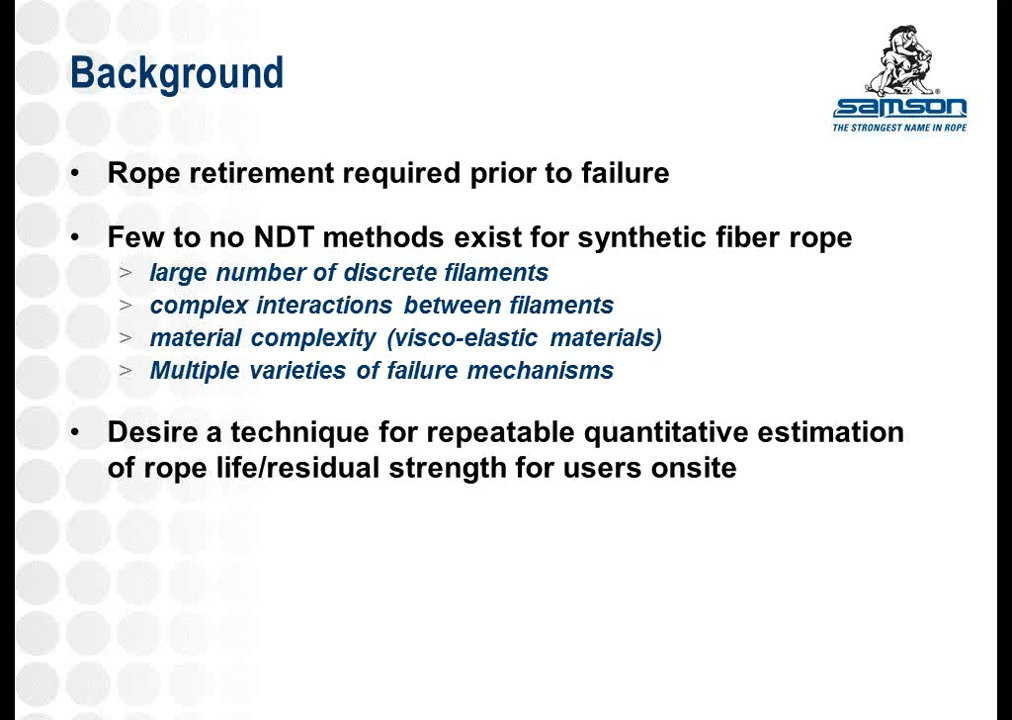 Background
samson
THE STRONGEST NAME IN ROPE
• Rope retirement required prior to failure
• Few to no NDT methods exist for synthetic fiber rope
> large number of discrete filaments
> complex interactions between filaments
> material complexity (visco-elastic materials)
> Multiple varieties of failure mechanisms
• Desire a technique for repeatable quantitative estimation
of rope life/residual strength for users onsite